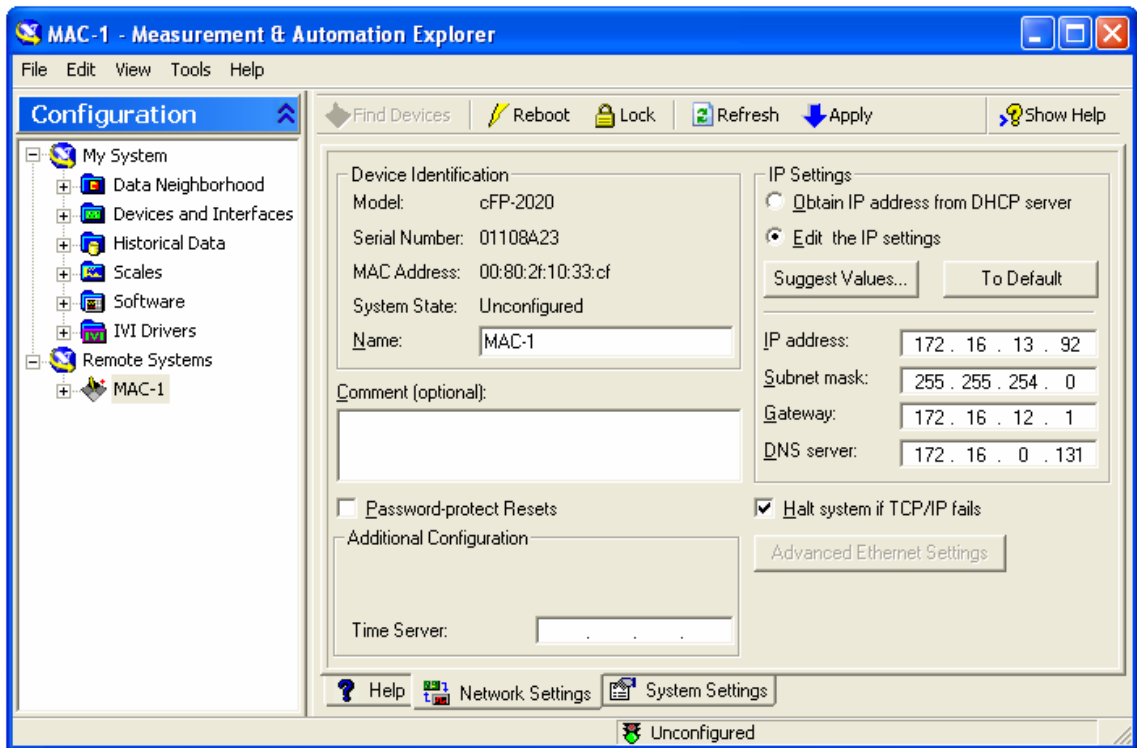 MAC-1 - Measurement & Automation Explorer
File Edit View Tools Help
Configuration
Find Devices Reboot Lock Refresh Apply Show Help
My System
Data Neighborhood
Devices and Interfaces
Historical Data
Scales
Software
IVI Drivers
Remote Systems
MAC-1
Device Identification
Model: cFP-2020
Serial Number: 01108A23
MAC Address: 00:80:2f:10:33:cf
System State: Unconfigured
Name: MAC-1
Comment (optional):
Password-protect Resets
Additional Configuration
Time Server: . . .
IP Settings
Obtain IP address from DHCP server
Edit the IP settings
Suggest Values... To Default
IP address: 172 . 16 . 13 . 92
Subnet mask: 255 . 255 . 254 . 0
Gateway: 172 . 16 . 12 . 1
DNS server: 172 . 16 . 0 . 131
Halt system if TCP/IP fails
Advanced Ethernet Settings
Help Network Settings System Settings
Unconfigured